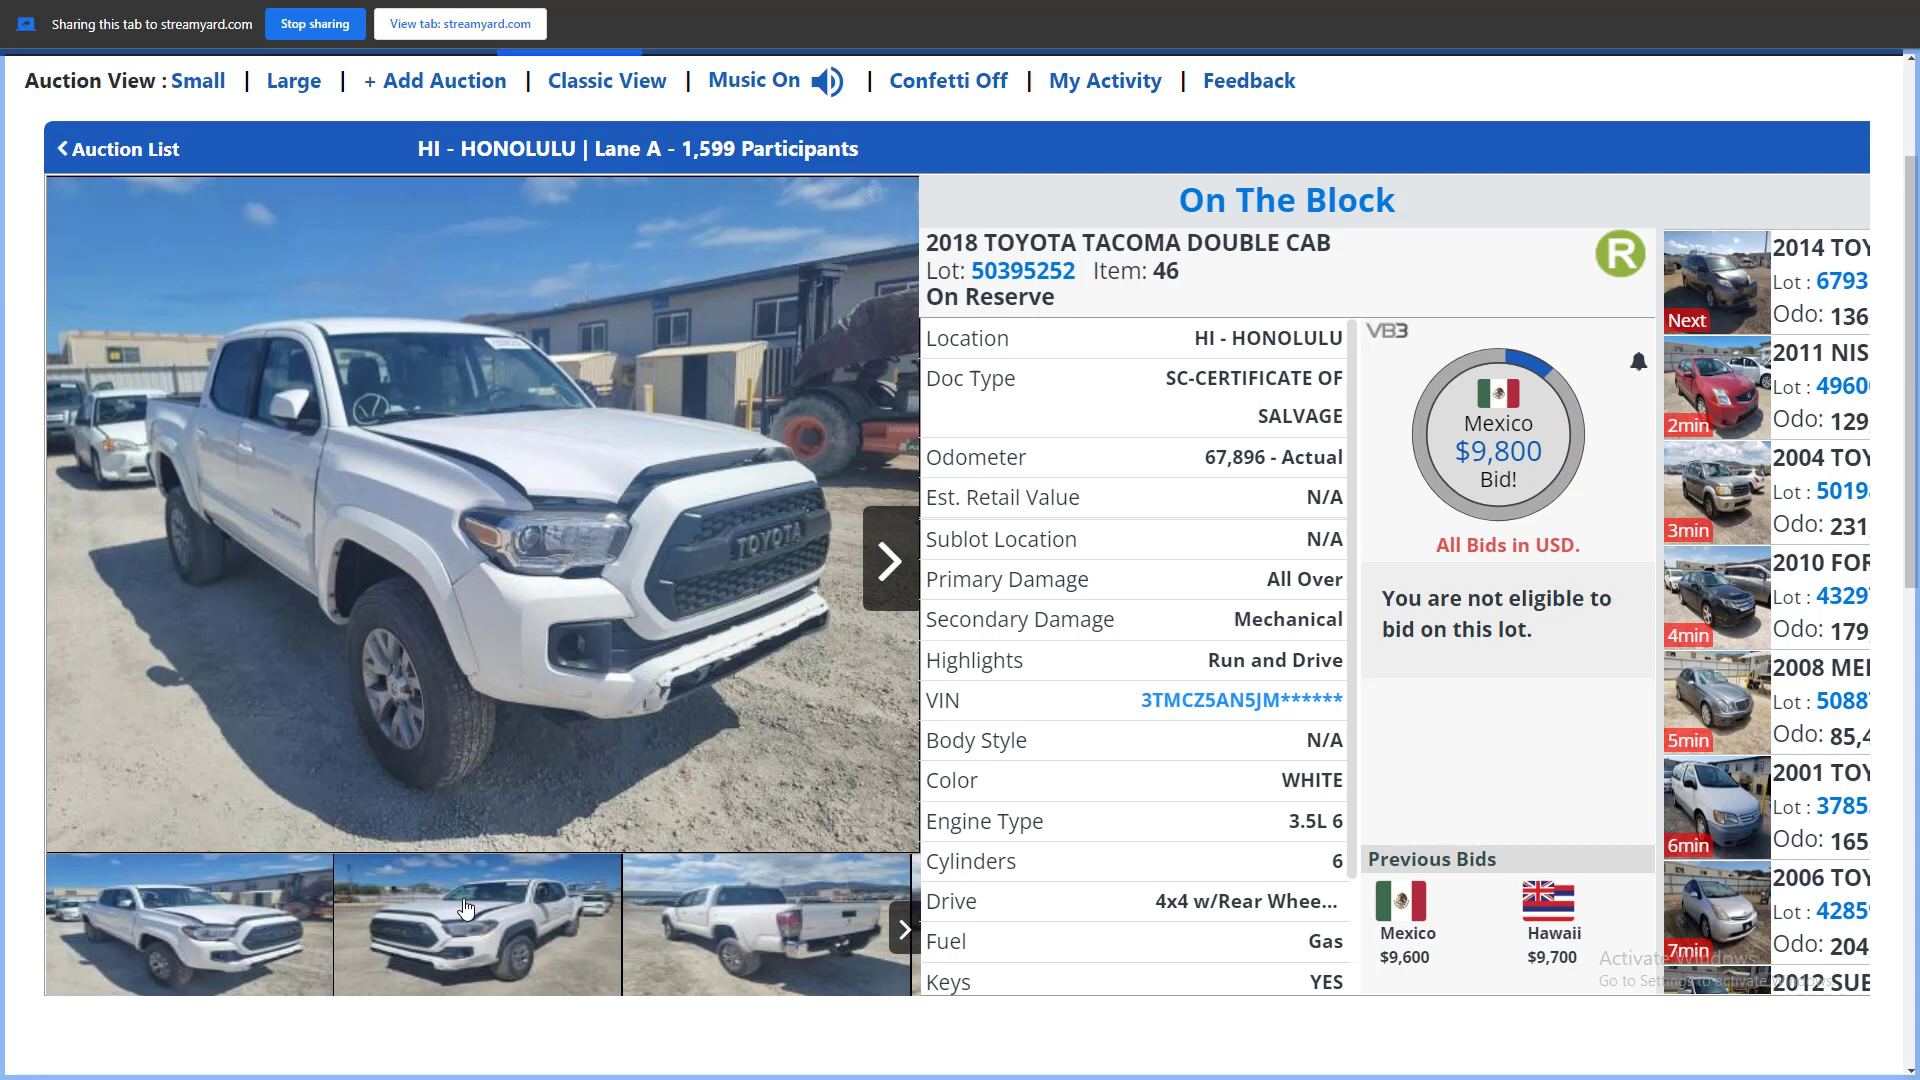 Sharing this tab to streamyard.com
Stop sharing
View tab: streamyard.com
Auction View : Small | Large | + Add Auction | Classic View | Music On | Confetti Off | My Activity | Feedback
Auction List
HI - HONOLULU | Lane A - 1,599 Participants
On The Block
2018 TOYOTA TACOMA DOUBLE CAB
Lot: 50395252 Item: 46
On Reserve
R
Location HI - HONOLULU
Doc Type SC-CERTIFICATE OF
SALVAGE
Odometer 67,896 - Actual
Est. Retail Value N/A
Sublot Location N/A
Primary Damage All Over
Secondary Damage Mechanical
Highlights Run and Drive
VIN 3TMCZ5AN5JM******
Body Style N/A
Color WHITE
Engine Type 3.5L 6
Cylinders 6
Drive 4x4 w/Rear Whee...
Fuel Gas
Keys YES
VB3
Mexico
$9,800
Bid!
All Bids in USD.
You are not eligible to
bid on this lot.
Previous Bids
Mexico
$9,600
Hawaii
$9,700
Next
2014 TOY
Lot : 6793
Odo: 136
2min
2011 NIS
Lot : 4960
Odo: 129
3min
2004 TOY
Lot : 5019
Odo: 231
4min
2010 FOR
Lot : 4329
Odo: 179
5min
2008 MER
Lot : 5088
Odo: 85,4
6min
2001 TOY
Lot : 3785
Odo: 165
7min
2006 TOY
Lot : 4285
Odo: 204
2012 SUB
Activate Windows
Go to Settings to activate Windows.
TOYOTA